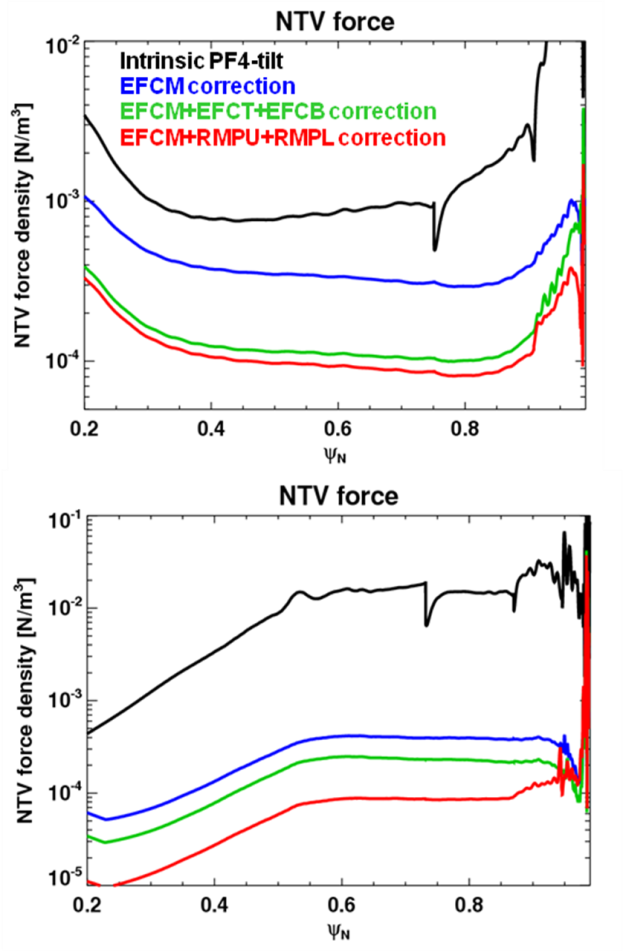 NTV force
10⁻²
Intrinsic PF4-tilt
EFCM correction
EFCM+EFCT+EFCB correction
EFCM+RMPU+RMPL correction
NTV force density [N/m³]
10⁻³
10⁻⁴
0.2 0.4 0.6 0.8
ψN
NTV force
10⁻¹
10⁻²
NTV force density [N/m³]
10⁻³
10⁻⁴
10⁻⁵
0.2 0.4 0.6 0.8
ψN